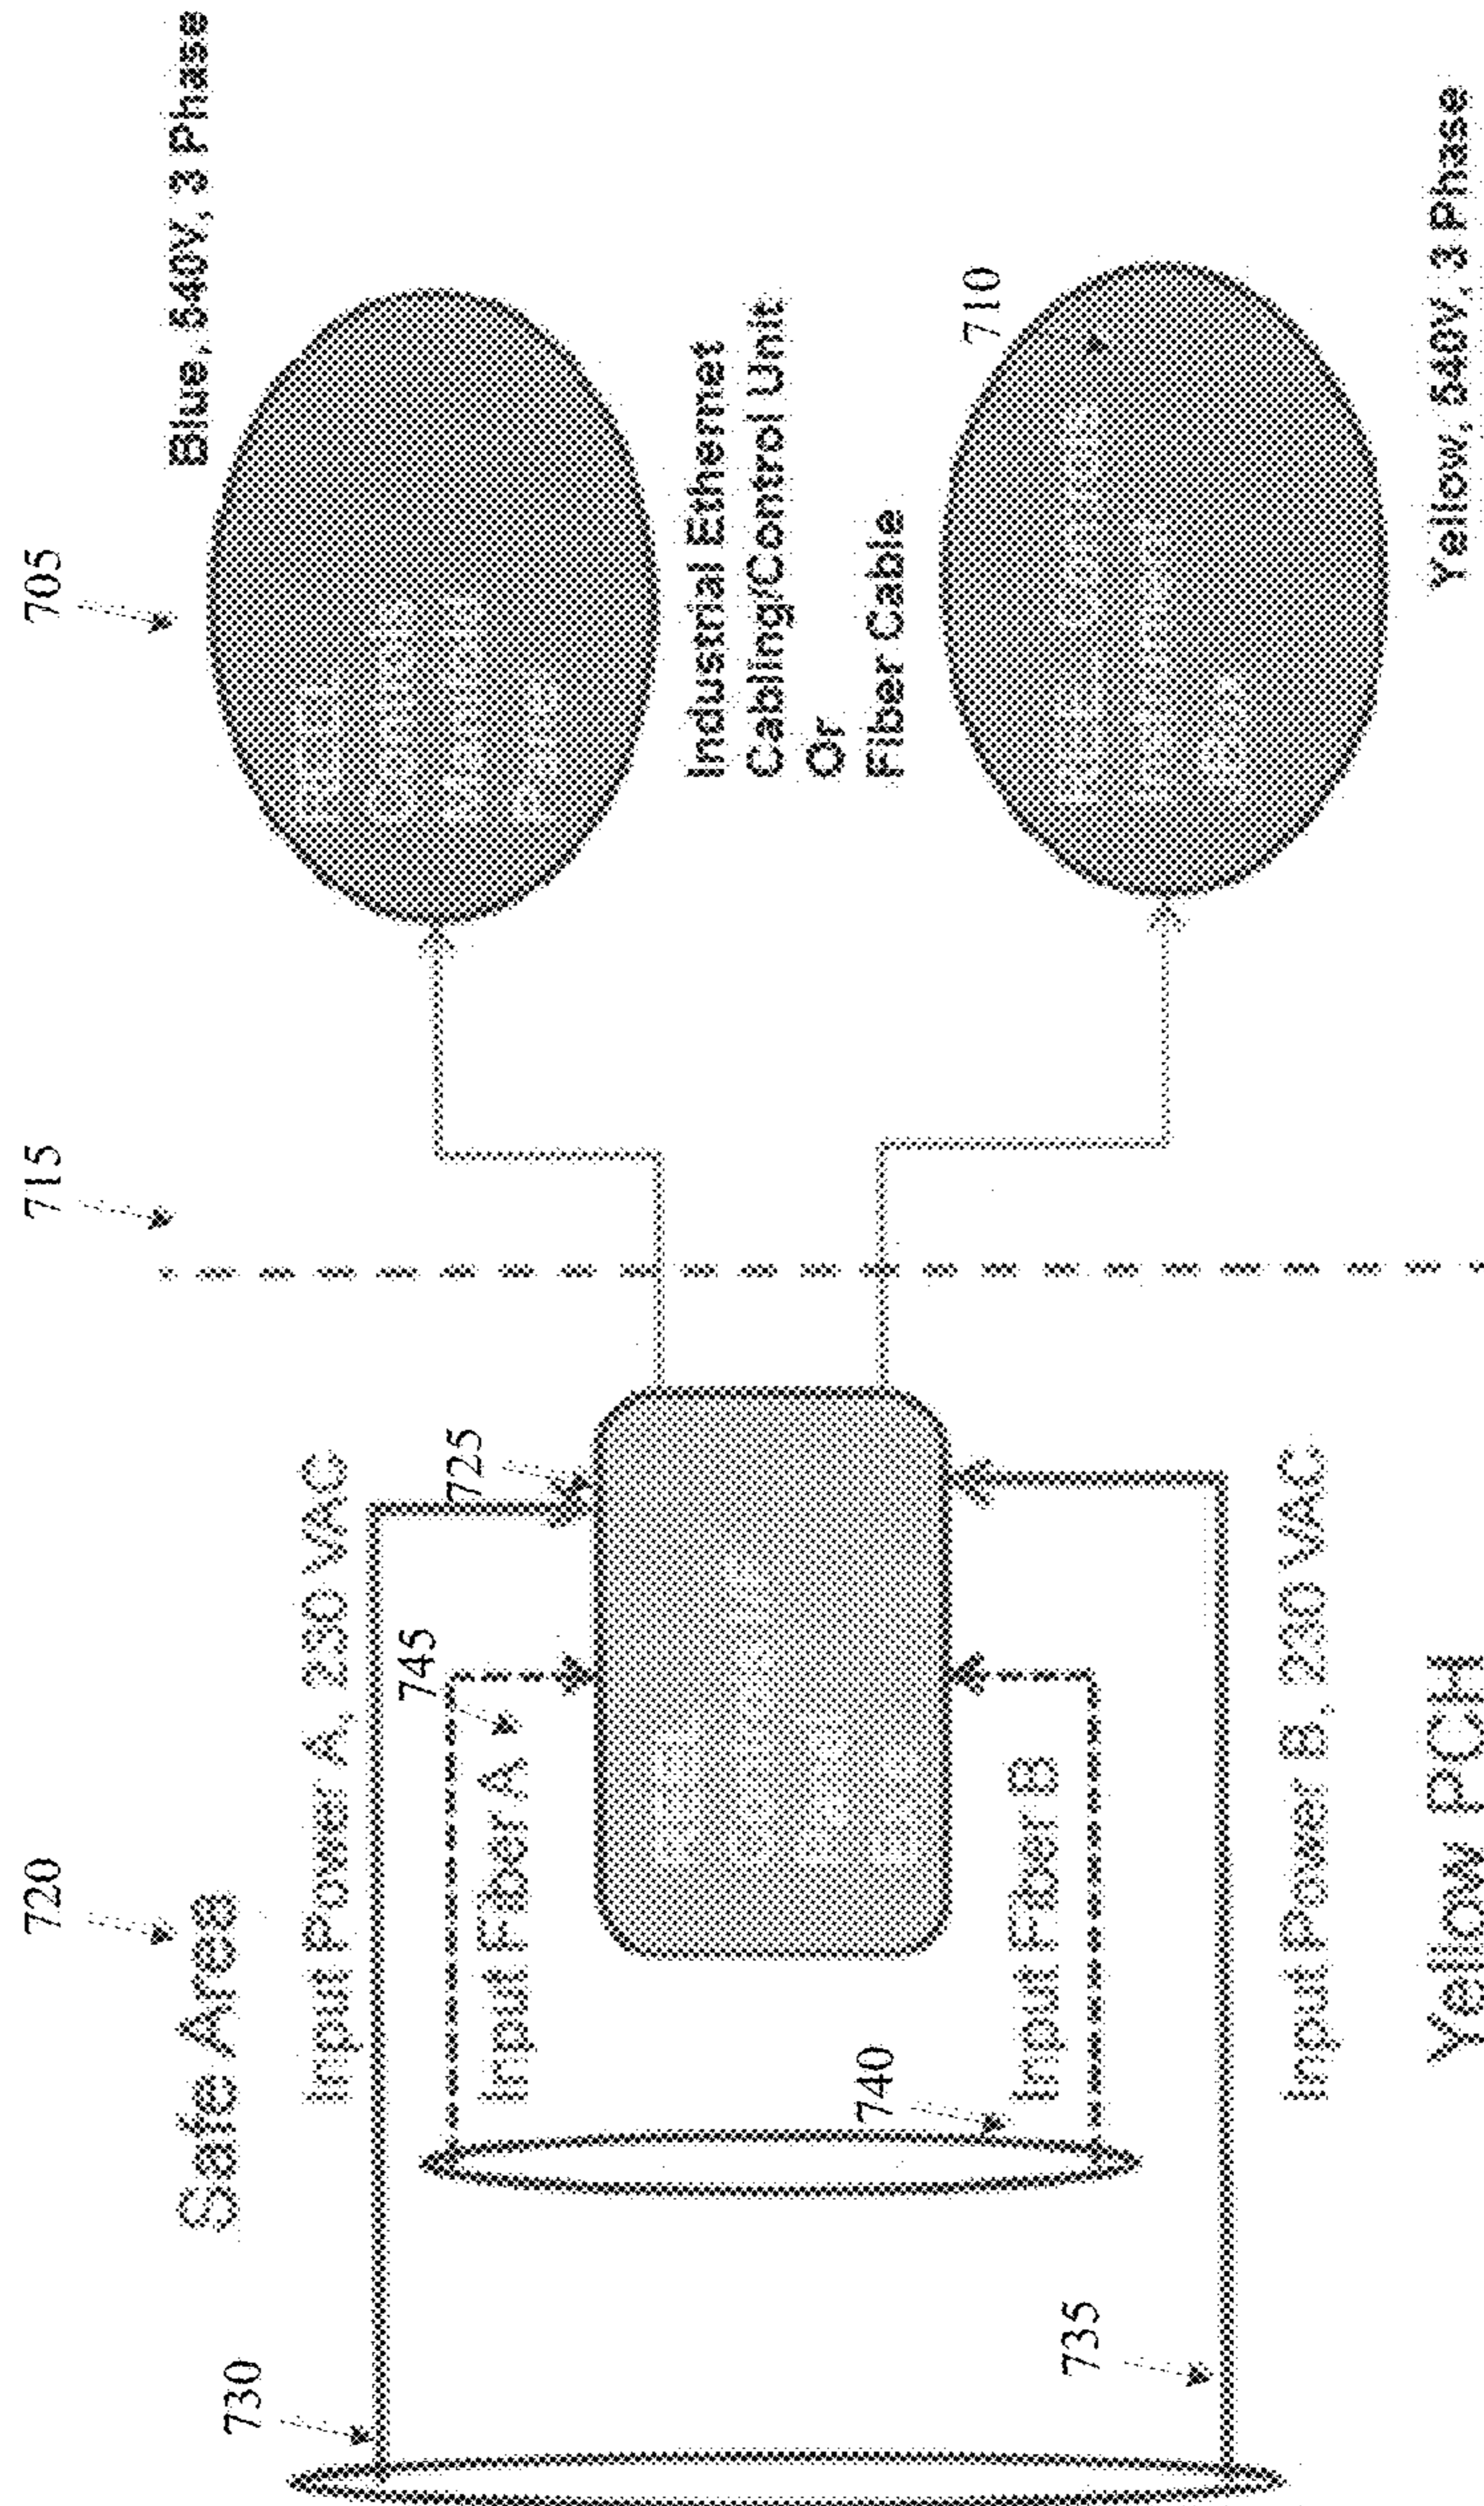 720
715
705
Safe Area
Blue, 540V, 3 Phase
730
Input Power A, 230 VAC
745
725
Input Fiber A
Industrial Ethernet
Cabling/Control Unit
Or
Fiber Cable
740
710
Input Fiber B
735
Input Power B, 230 VAC
Yellow PCH
Yellow, 540V, 3 Phase